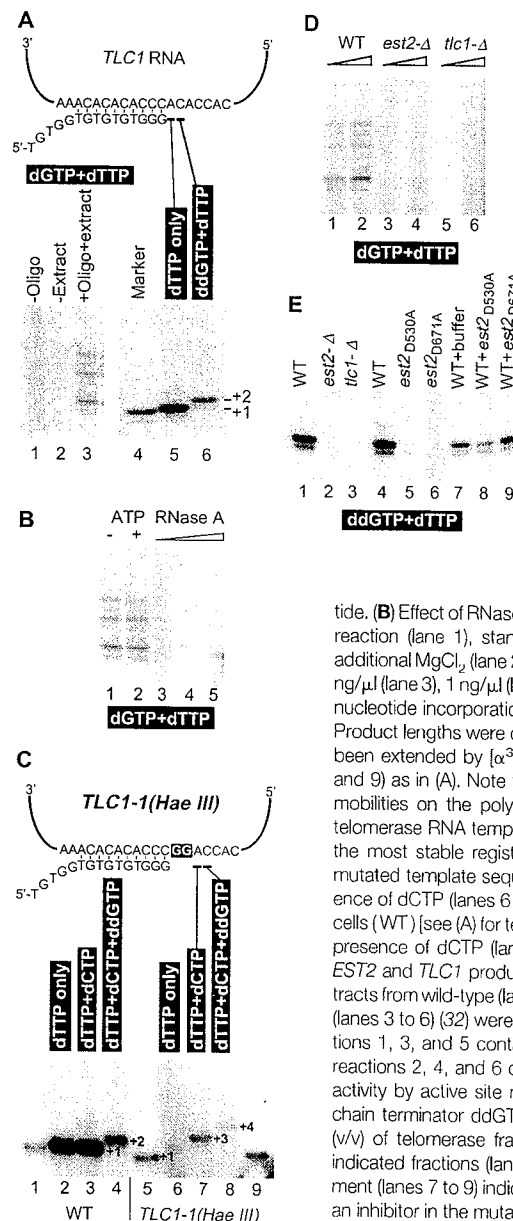 A
3'
5'
TLC1 RNA
AAACACACACCCACACCAC
5'-TGTGGTGTGTGTGGG
dGTP+dTTP
-Oligo
-Extract
+Oligo+extract
Marker
dTTP only
ddGTP+dTTP
+2
+1
1 2 3 4 5 6
B
ATP RNase A
- +
1 2 3 4 5
dGTP+dTTP
C
3'
5'
TLC1-1(Hae III)
AAACACACACCCGGACCAC
5'-TGTGGTGTGTGTGGG
dTTP only
dTTP+dCTP
dTTP+dCTP+ddGTP
dTTP only
dTTP+dCTP
dTTP+dCTP+ddGTP
+2
+1
+1
+3
+4
1 2 3 4 5 6 7 8 9
WT TLC1-1(Hae III)
D
WT est2-Δ tlc1-Δ
1 2 3 4 5 6
dGTP+dTTP
E
WT
est2-Δ
tlc1-Δ
WT
est2D530A
est2D671A
WT+buffer
WT+est2D530A
WT+est2D671A
1 2 3 4 5 6 7 8 9
ddGTP+dTTP
tide. (B) Effect of RNase
reaction (lane 1), stan
additional MgCl2 (lane 2
ng/μl (lane 3), 1 ng/μl (
nucleotide incorporatio
Product lengths were d
been extended by [α3
and 9) as in (A). Note
mobilities on the poly
telomerase RNA temp
the most stable regist
mutated template sequ
ence of dCTP (lanes 6
cells (WT) [see (A) for te
presence of dCTP (lan
EST2 and TLC1 produ
tracts from wild-type (la
(lanes 3 to 6) (32) were
tions 1, 3, and 5 cont
reactions 2, 4, and 6 c
activity by active site r
chain terminator ddGT
(v/v) of telomerase fra
indicated fractions (lan
ment (lanes 7 to 9) indic
an inhibitor in the muta